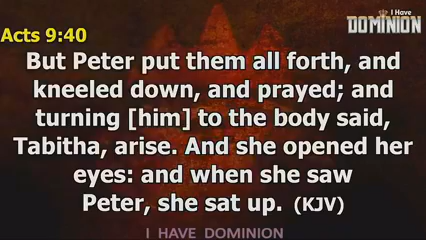 I Have
DOMINION
Acts 9:40
But Peter put them all forth, and
kneeled down, and prayed; and
turning [him] to the body said,
Tabitha, arise. And she opened her
eyes: and when she saw
Peter, she sat up. (KJV)
I HAVE DOMINION